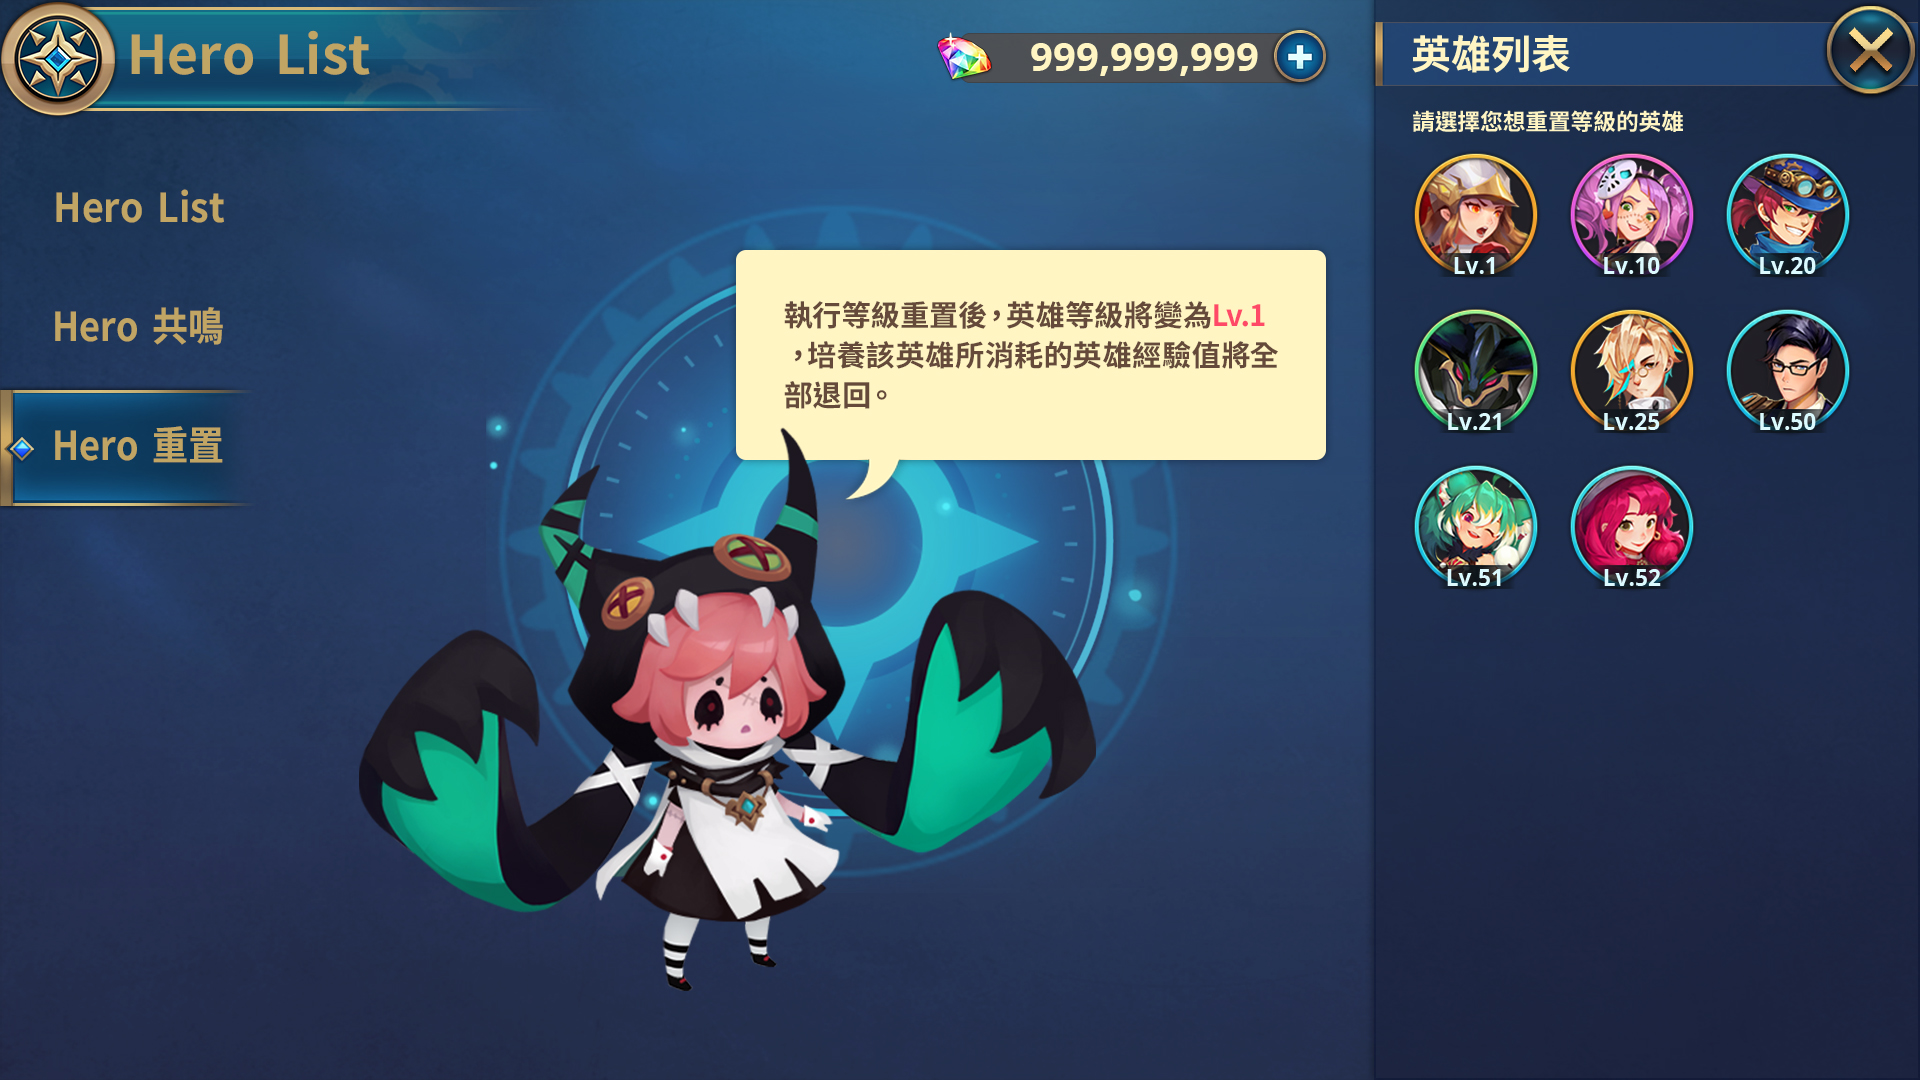 Hero List
999,999,999
Hero List
Hero 共鳴
Hero 重置
執行等級重置後，英雄等級將變為Lv.1
，培養該英雄所消耗的英雄經驗值將全
部退回。
英雄列表
請選擇您想重置等級的英雄
Lv.1
Lv.10
Lv.20
Lv.21
Lv.25
Lv.50
Lv.51
Lv.52